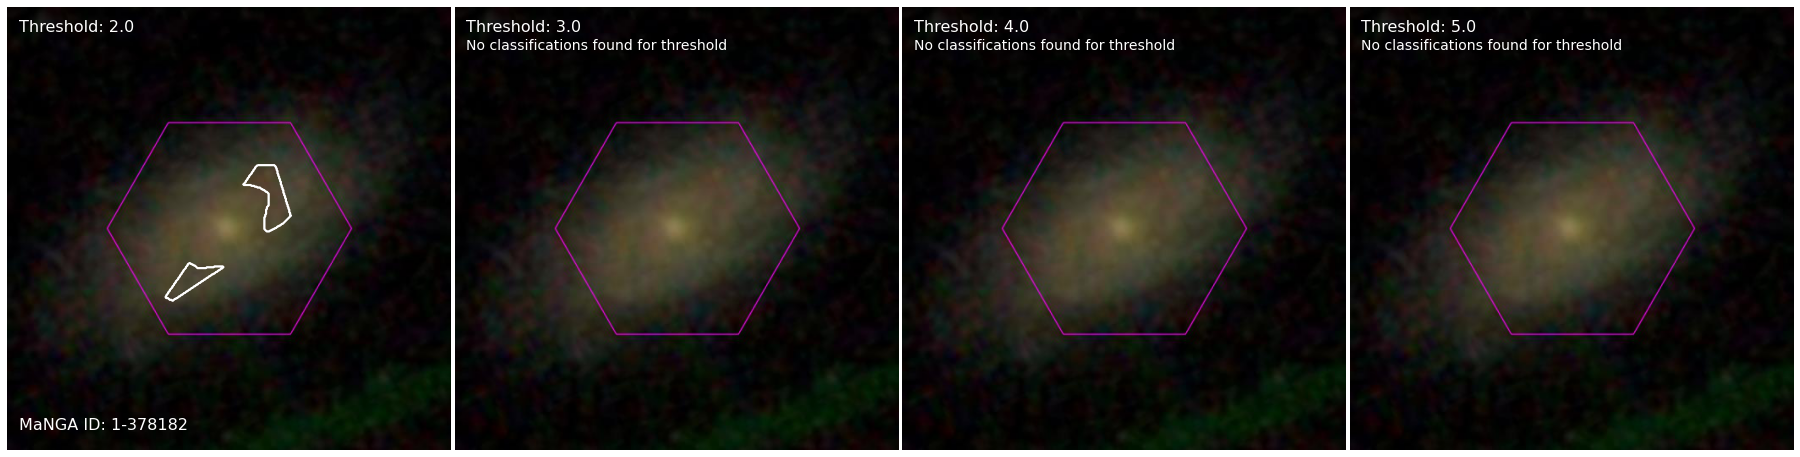 Threshold: 2.0
MaNGA ID: 1-378182
Threshold: 3.0
No classifications found for threshold
Threshold: 4.0
No classifications found for threshold
Threshold: 5.0
No classifications found for threshold